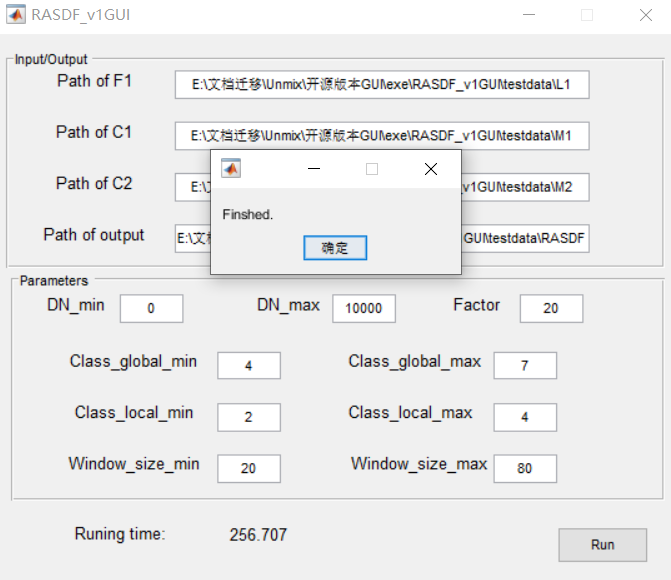 RASDF_v1GUI
Input/Output
Path of F1 E:\文档迁移\Unmix\开源版本GUI\exe\RASDF_v1GUI\testdata\L1
Path of C1 E:\文档迁移\Unmix\开源版本GUI\exe\RASDF_v1GUI\testdata\M1
Path of C2 E:\ _v1GUI\testdata\M2
Path of output E:\文 GUI\testdata\RASDF
Finshed.
确定
Parameters
DN_min 0 DN_max 10000 Factor 20
Class_global_min 4 Class_global_max 7
Class_local_min 2 Class_local_max 4
Window_size_min 20 Window_size_max 80
Runing time: 256.707 Run